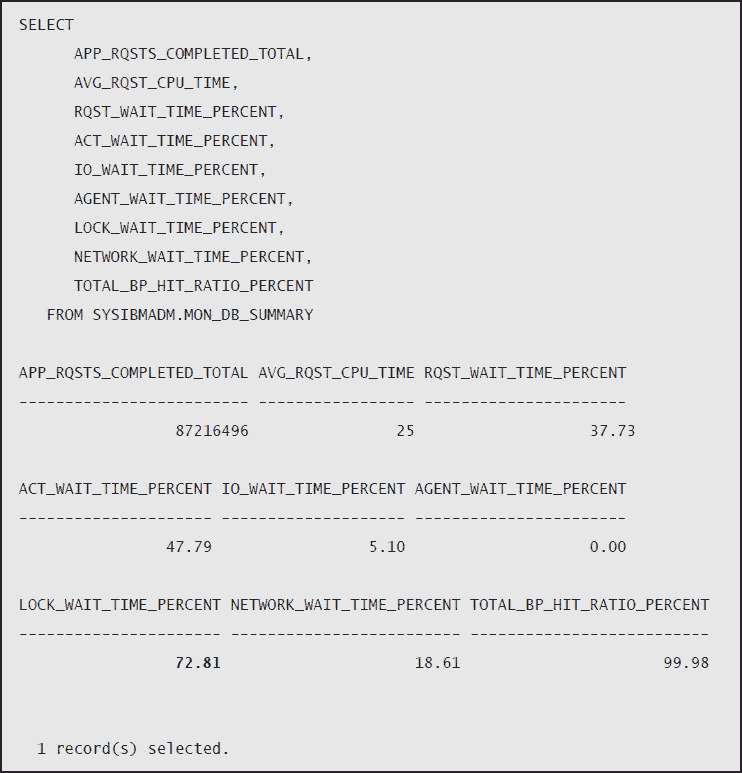 SELECT
APP_RQSTS_COMPLETED_TOTAL,
AVG_RQST_CPU_TIME,
RQST_WAIT_TIME_PERCENT,
ACT_WAIT_TIME_PERCENT,
IO_WAIT_TIME_PERCENT,
AGENT_WAIT_TIME_PERCENT,
LOCK_WAIT_TIME_PERCENT,
NETWORK_WAIT_TIME_PERCENT,
TOTAL_BP_HIT_RATIO_PERCENT
FROM SYSIBMADM.MON_DB_SUMMARY
APP_RQSTS_COMPLETED_TOTAL AVG_RQST_CPU_TIME RQST_WAIT_TIME_PERCENT
------------------------- ----------------- ----------------------
87216496 25 37.73
ACT_WAIT_TIME_PERCENT IO_WAIT_TIME_PERCENT AGENT_WAIT_TIME_PERCENT
--------------------- -------------------- -----------------------
47.79 5.10 0.00
LOCK_WAIT_TIME_PERCENT NETWORK_WAIT_TIME_PERCENT TOTAL_BP_HIT_RATIO_PERCENT
---------------------- ------------------------- --------------------------
72.81 18.61 99.98
1 record(s) selected.